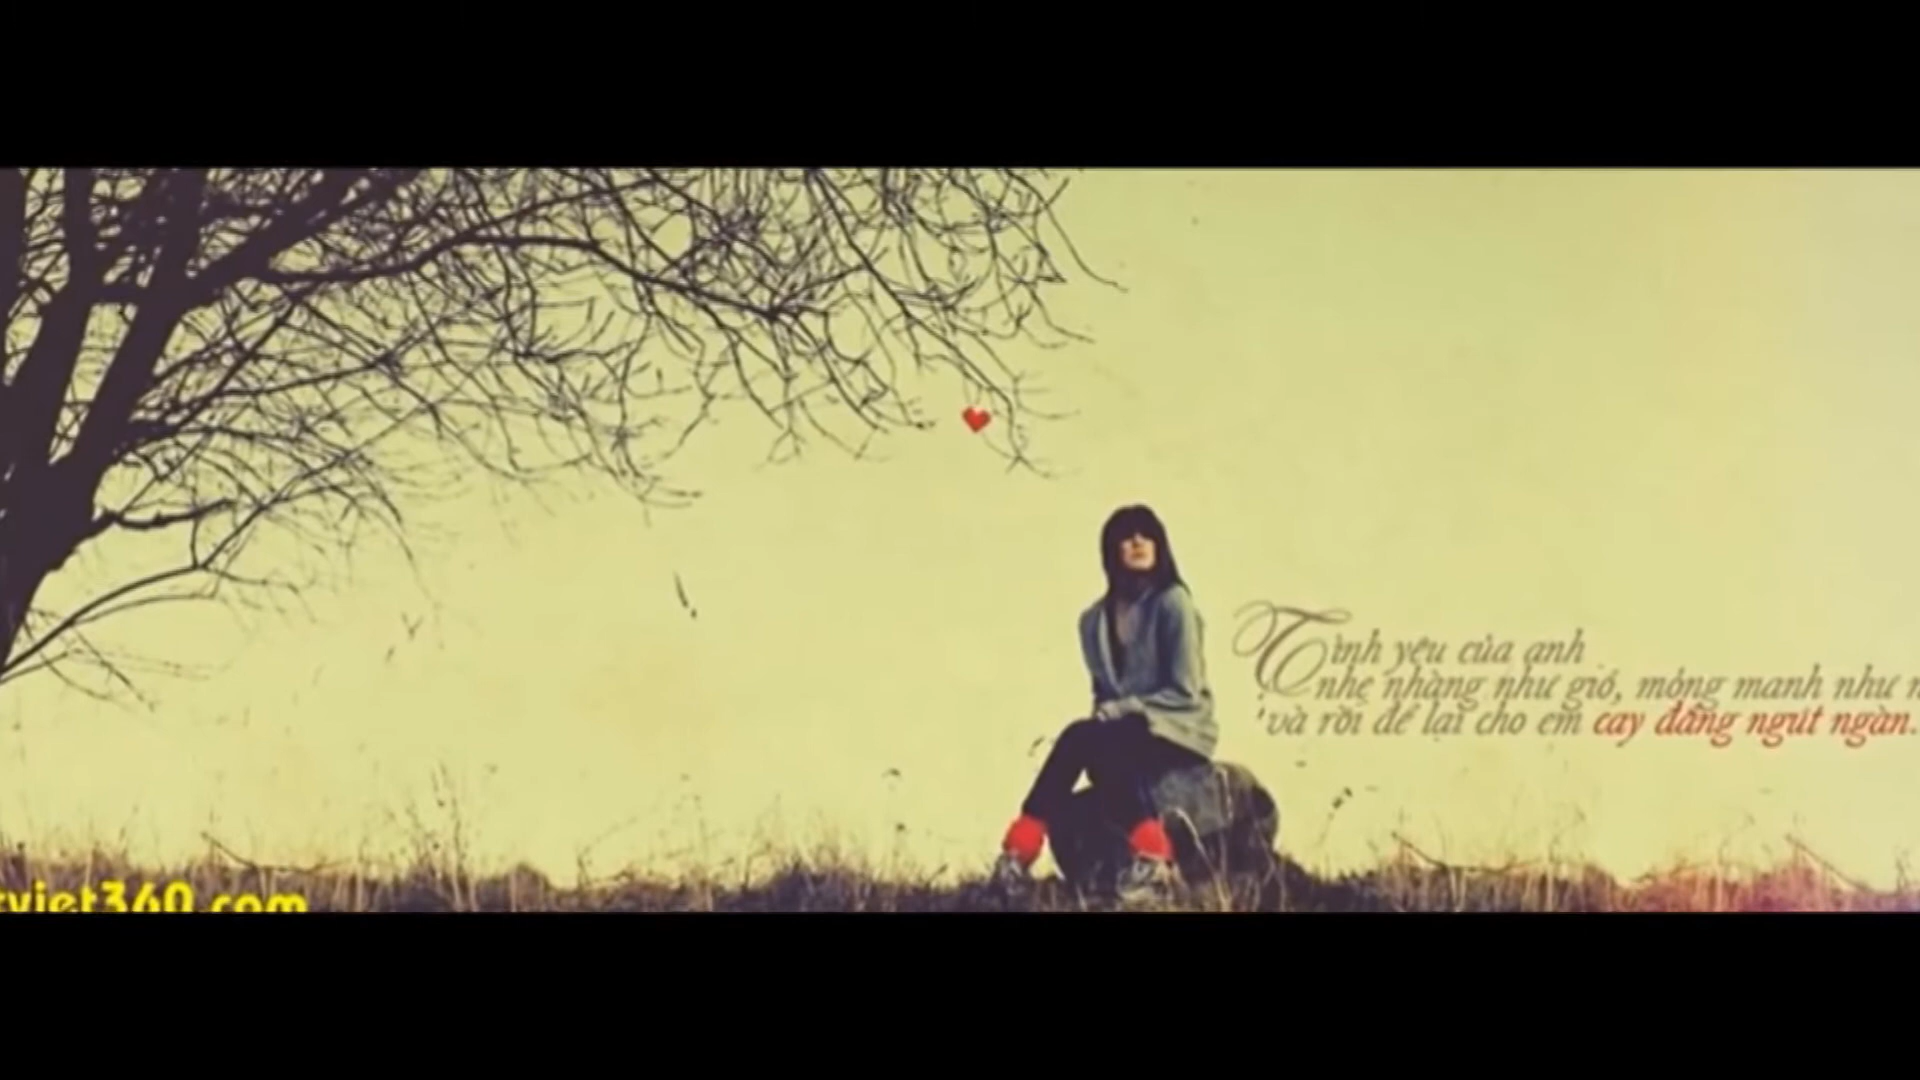 Tình yêu của anh
nhẹ nhàng như gió, mỏng manh như
và rồi để lại cho em cay đắng ngút ngàn.
viet360.com